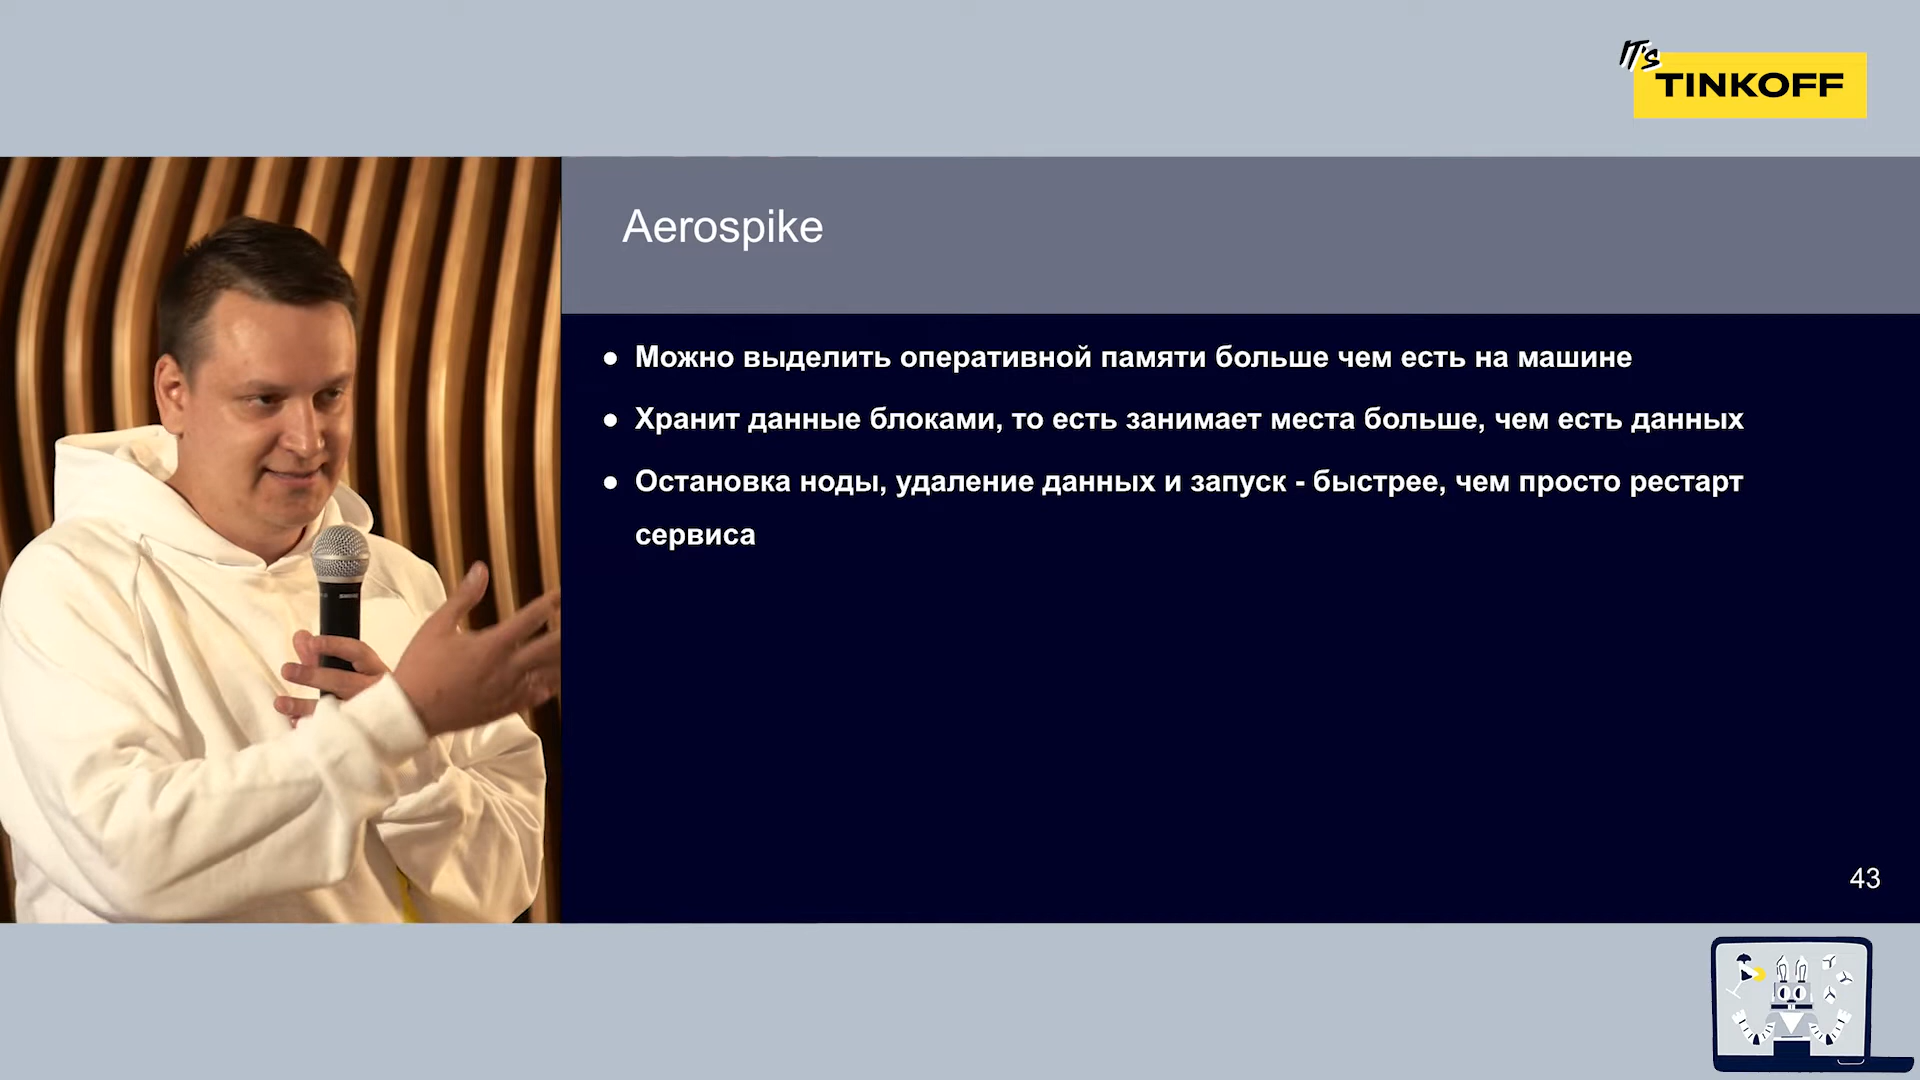 IT's
TINKOFF
Aerospike
● Можно выделить оперативной памяти больше чем есть на машине
● Хранит данные блоками, то есть занимает места больше, чем есть данных
● Остановка ноды, удаление данных и запуск - быстрее, чем просто рестарт
сервиса
43